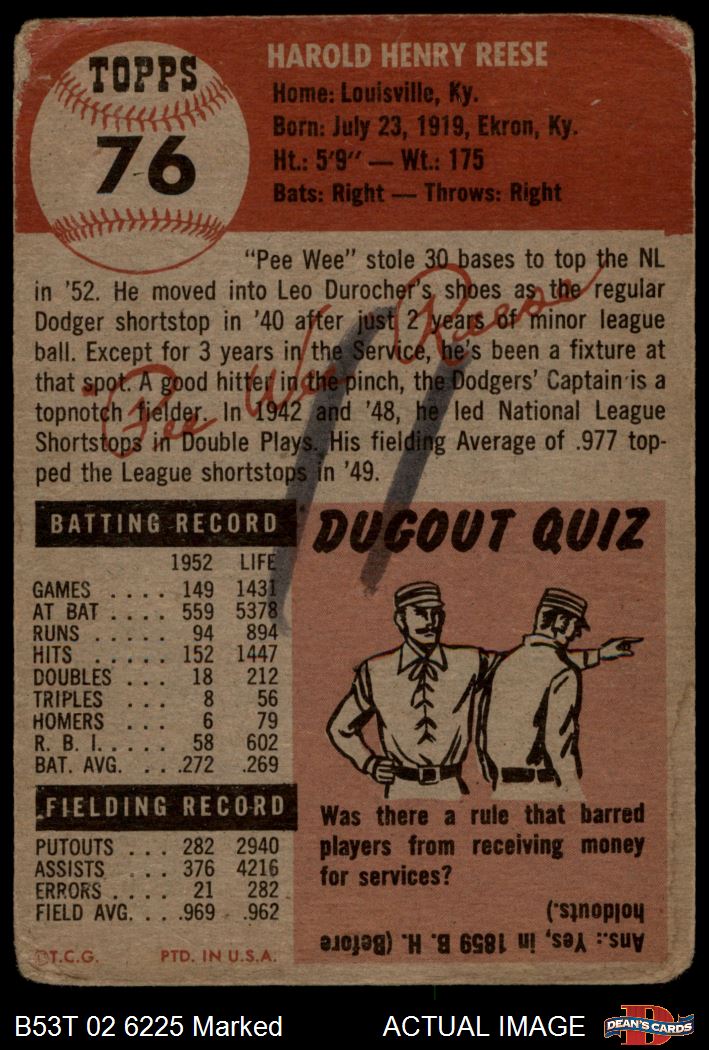 TOPPS
76
HAROLD HENRY REESE
Home: Louisville, Ky.
Born: July 23, 1919, Ekron, Ky.
Ht.: 5'9" — Wt.: 175
Bats: Right — Throws: Right
"Pee Wee" stole 30 bases to top the NL
in '52. He moved into Leo Durocher's shoes as the regular
Dodger shortstop in '40 after just 2 years of minor league
ball. Except for 3 years in the Service, he's been a fixture at
that spot. A good hitter in the pinch, the Dodgers' Captain is a
topnotch fielder. In 1942 and '48, he led National League
Shortstops in Double Plays. His fielding Average of .977 top-
ped the League shortstops in '49.
"Pee Wee" Reese
11
BATTING RECORD
1952 LIFE
GAMES .... 149 1431
AT BAT .... 559 5378
RUNS ..... 94 894
HITS ..... 152 1447
DOUBLES ... 18 212
TRIPLES ... 8 56
HOMERS ... 6 79
R. B. I. .... 58 602
BAT. AVG. ... .272 .269
FIELDING RECORD
PUTOUTS ... 282 2940
ASSISTS ... 376 4216
ERRORS .... 21 282
FIELD AVG. ... .969 .962
©T.C.G. PTD. IN U.S.A.
DUGOUT QUIZ
Was there a rule that barred
players from receiving money
for services?
Ans.: Yes, in 1859 B. H. (Before
holdouts.)
B53T 02 6225 Marked
ACTUAL IMAGE
DEAN'S CARDS